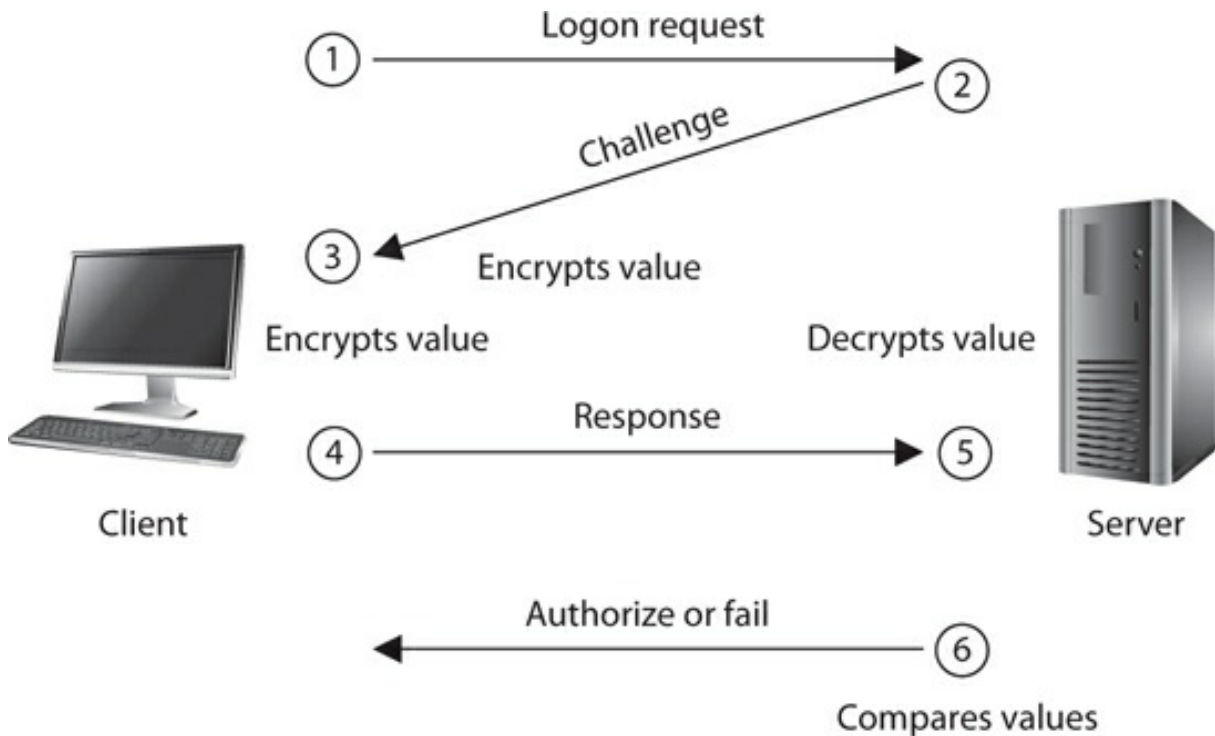 Logon request
1
2
Challenge
3
Encrypts value
Encrypts value
Decrypts value
Response
4
5
Client
Server
Authorize or fail
6
Compares values